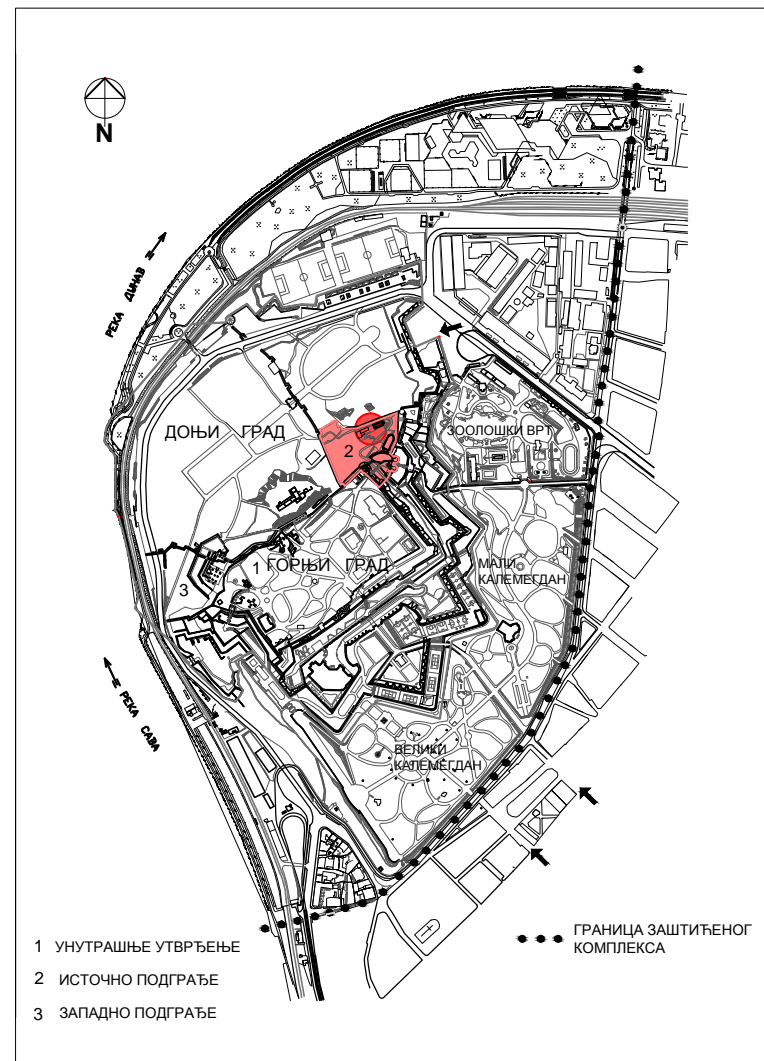 N
РЕКА ДУНАВ
ДОЊИ ГРАД
2
ЗООЛОШКИ ВРТ
1 ГОРЊИ ГРАД
МАЛИ
КАЛЕМЕГДАН
3
РЕКА САВА
ВЕЛИКИ
КАЛЕМЕГДАН
1 УНУТРАШЊЕ УТВРЂЕЊЕ
2 ИСТОЧНО ПОДГРАЂЕ
3 ЗАПАДНО ПОДГРАЂЕ
ГРАНИЦА ЗАШТИЋЕНОГ
КОМПЛЕКСА